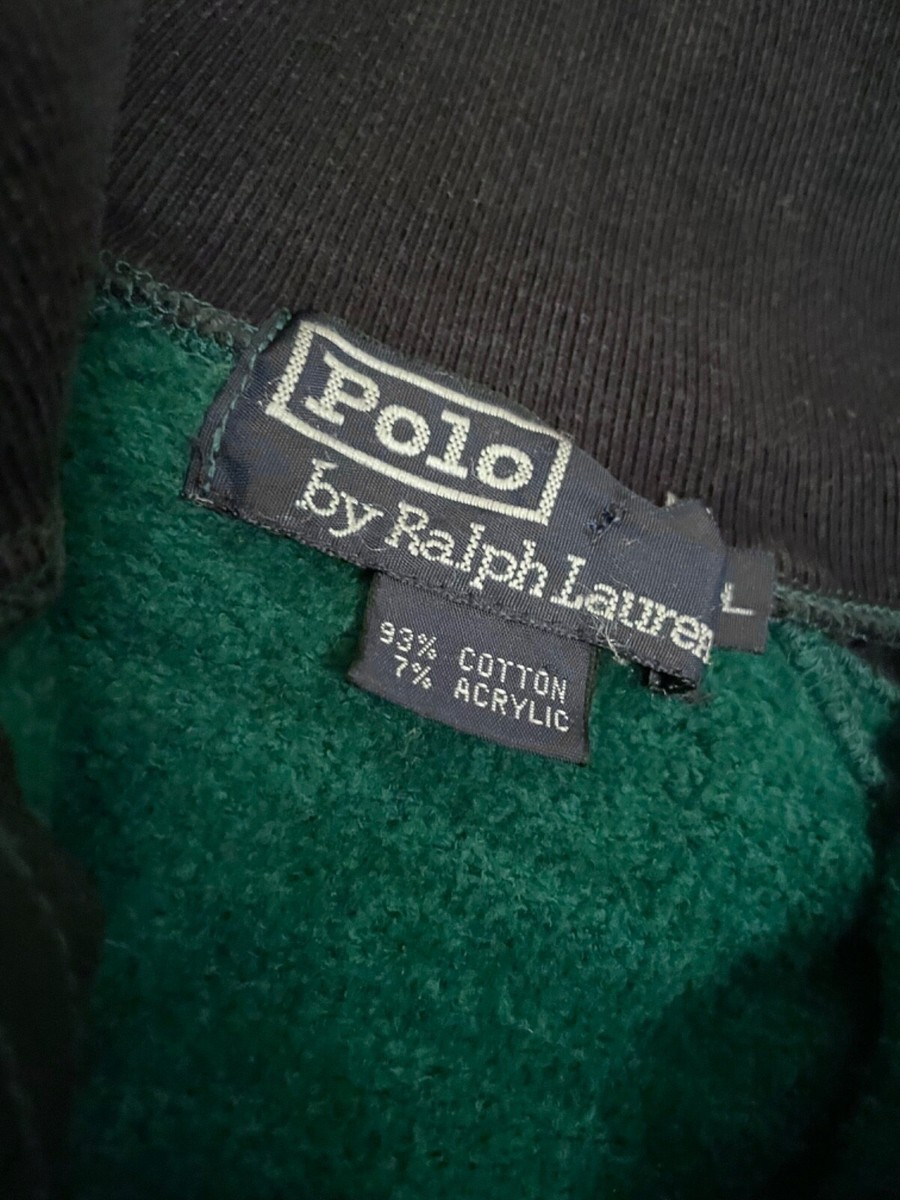 Polo
by Ralph Lauren
L
93% COTTON
7% ACRYLIC